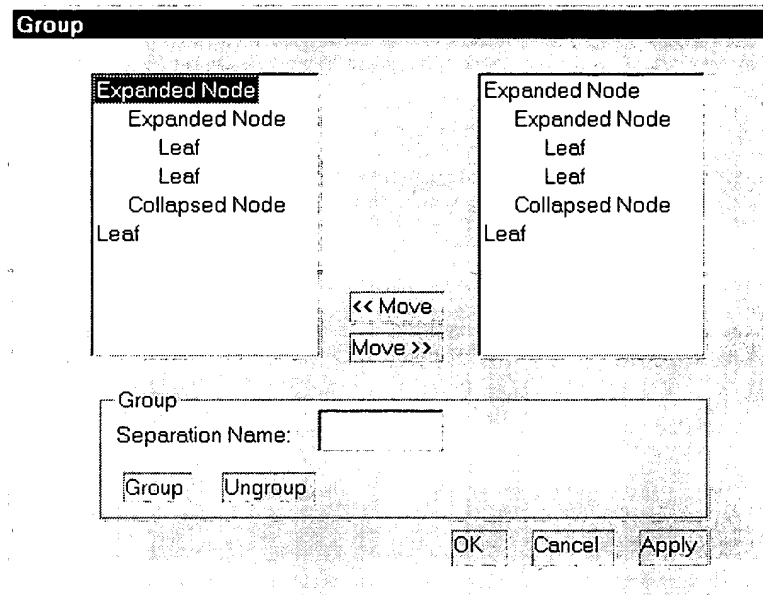 Group
Expanded Node
Expanded Node
Leaf
Leaf
Collapsed Node
Leaf
Expanded Node
Expanded Node
Leaf
Leaf
Collapsed Node
Leaf
<< Move
Move >>
Group
Separation Name:
Group Ungroup
OK Cancel Apply